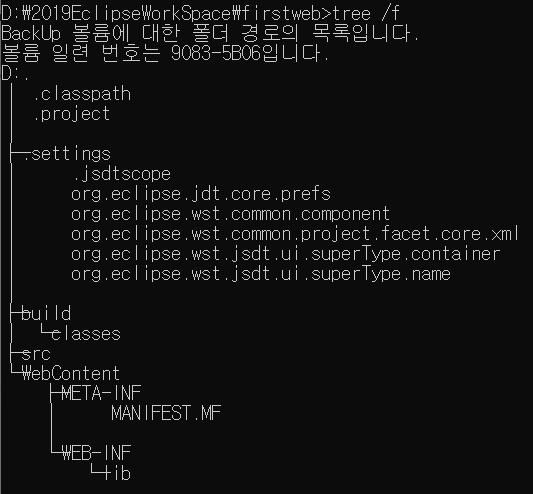 D:\2019EclipseWorkSpace\firstweb>tree /f
BackUp 볼륨에 대한 폴더 경로의 목록입니다.
볼륨 일련 번호는 9083-5B06입니다.
D:.
│  .classpath
│  .project
│
├─.settings
│      .jsdtscope
│      org.eclipse.jdt.core.prefs
│      org.eclipse.wst.common.component
│      org.eclipse.wst.common.project.facet.core.xml
│      org.eclipse.wst.jsdt.ui.superType.container
│      org.eclipse.wst.jsdt.ui.superType.name
│
├─build
│  └─classes
├─src
└─WebContent
    ├─META-INF
    │      MANIFEST.MF
    │
    └─WEB-INF
        └─lib